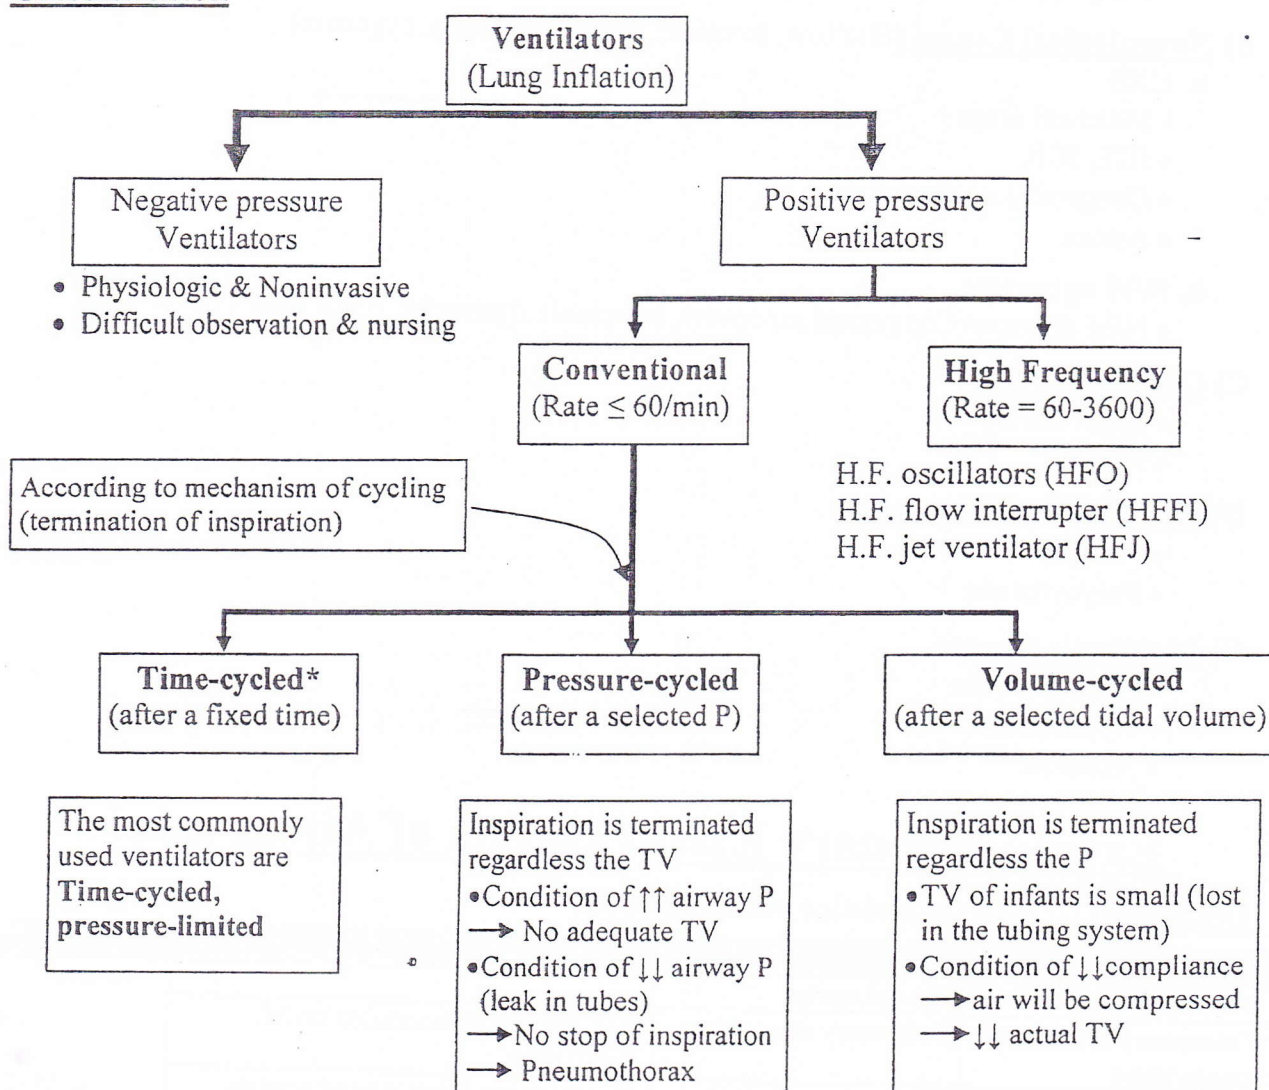 Ventilators
(Lung Inflation)
Negative pressure
Ventilators
• Physiologic & Noninvasive
• Difficult observation & nursing
Positive pressure
Ventilators
Conventional
(Rate ≤ 60/min)
High Frequency
(Rate = 60-3600)
H.F. oscillators (HFO)
H.F. flow interrupter (HFFI)
H.F. jet ventilator (HFJ)
According to mechanism of cycling
(termination of inspiration)
Time-cycled*
(after a fixed time)
Pressure-cycled
(after a selected P)
Volume-cycled
(after a selected tidal volume)
The most commonly
used ventilators are
Time-cycled,
pressure-limited
Inspiration is terminated
regardless the TV
•Condition of ↑↑ airway P
→ No adequate TV
•Condition of ↓↓ airway P
(leak in tubes)
→No stop of inspiration
→ Pneumothorax
Inspiration is terminated
regardless the P
•TV of infants is small (lost
in the tubing system)
•Condition of ↓↓compliance
→air will be compressed
→↓↓ actual TV